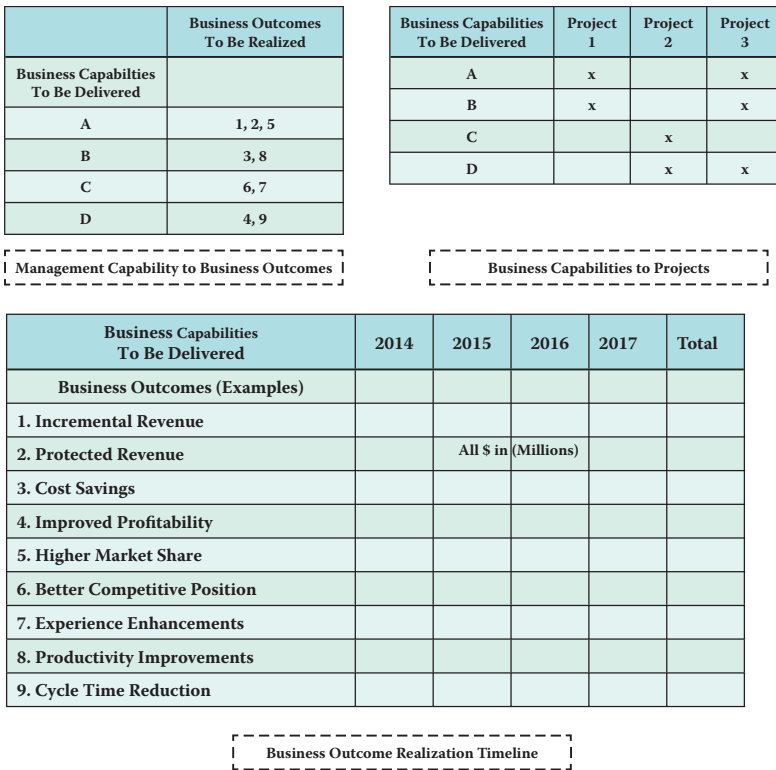 Business Outcomes
To Be Realized
Business Capabilties
To Be Delivered
A 1, 2, 5
B 3, 8
C 6, 7
D 4, 9
Management Capability to Business Outcomes
Business Capabilities
To Be Delivered
Project
1
Project
2
Project
3
A x x
B x x
C x
D x x
Business Capabilities to Projects
Business Capabilities
To Be Delivered
2014 2015 2016 2017 Total
Business Outcomes (Examples)
1. Incremental Revenue
2. Protected Revenue All $ in (Millions)
3. Cost Savings
4. Improved Profitability
5. Higher Market Share
6. Better Competitive Position
7. Experience Enhancements
8. Productivity Improvements
9. Cycle Time Reduction
Business Outcome Realization Timeline